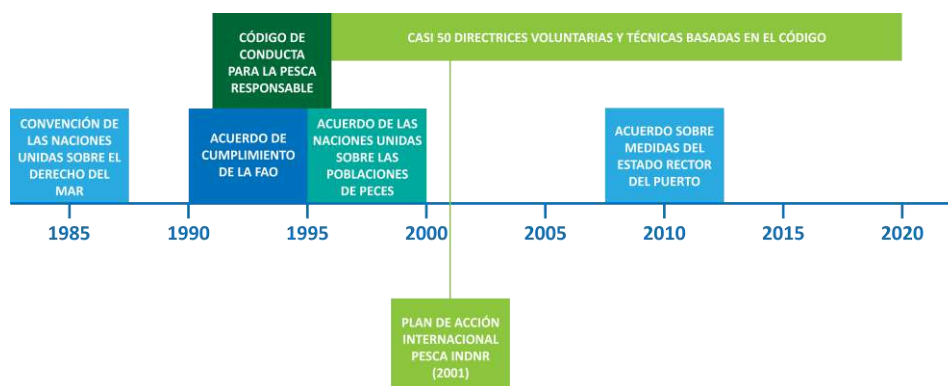 CÓDIGO DE
CONDUCTA
PARA LA PESCA
RESPONSABLE
CASI 50 DIRECTRICES VOLUNTARIAS Y TÉCNICAS BASADAS EN EL CÓDIGO
CONVENCIÓN DE
LAS NACIONES
UNIDAS SOBRE EL
DERECHO DEL
MAR
ACUERDO DE
CUMPLIMIENTO
DE LA FAO
ACUERDO DE LAS
NACIONES UNIDAS
SOBRE LAS
POBLACIONES
DE PECES
ACUERDO SOBRE
MEDIDAS DEL
ESTADO RECTOR
DEL PUERTO
1985
1990
1995
2000
2005
2010
2015
2020
PLAN DE ACCIÓN
INTERNACIONAL
PESCA INDNR
(2001)